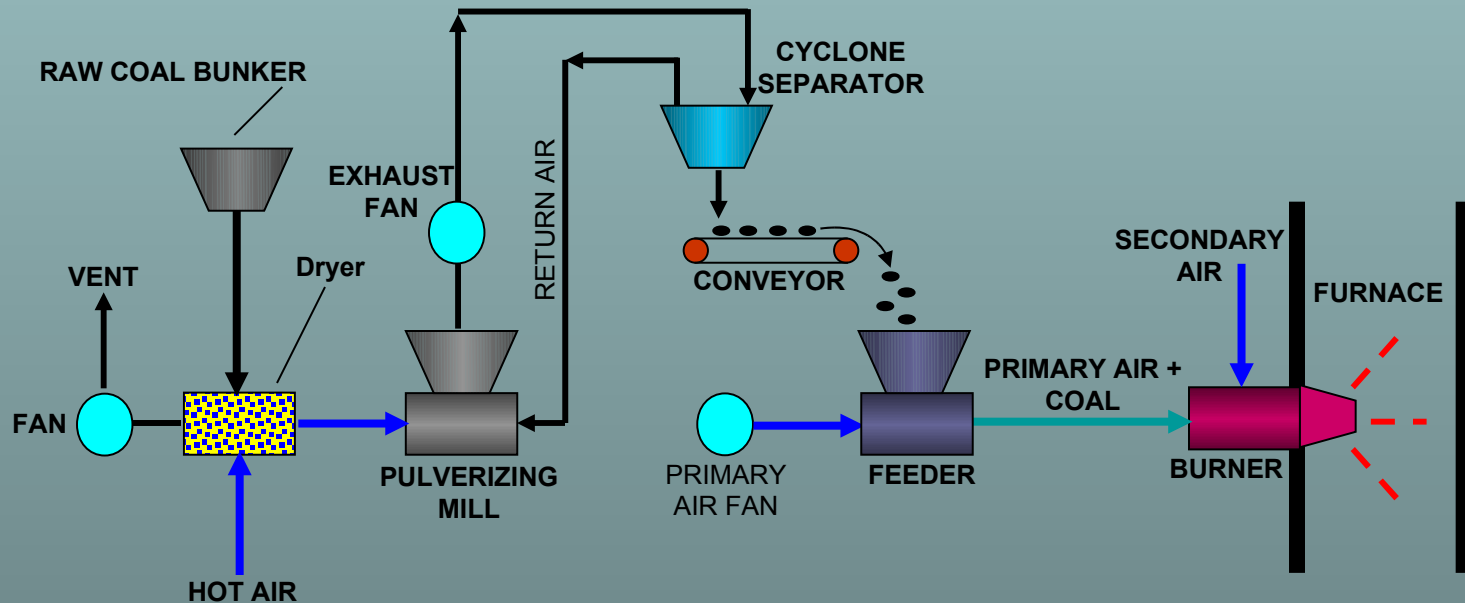 RAW COAL BUNKER
CYCLONE
SEPARATOR
EXHAUST
FAN
RETURN AIR
VENT
Dryer
CONVEYOR
SECONDARY
AIR
FURNACE
FAN
PRIMARY AIR +
COAL
PULVERIZING
MILL
PRIMARY
AIR FAN
FEEDER
BURNER
HOT AIR